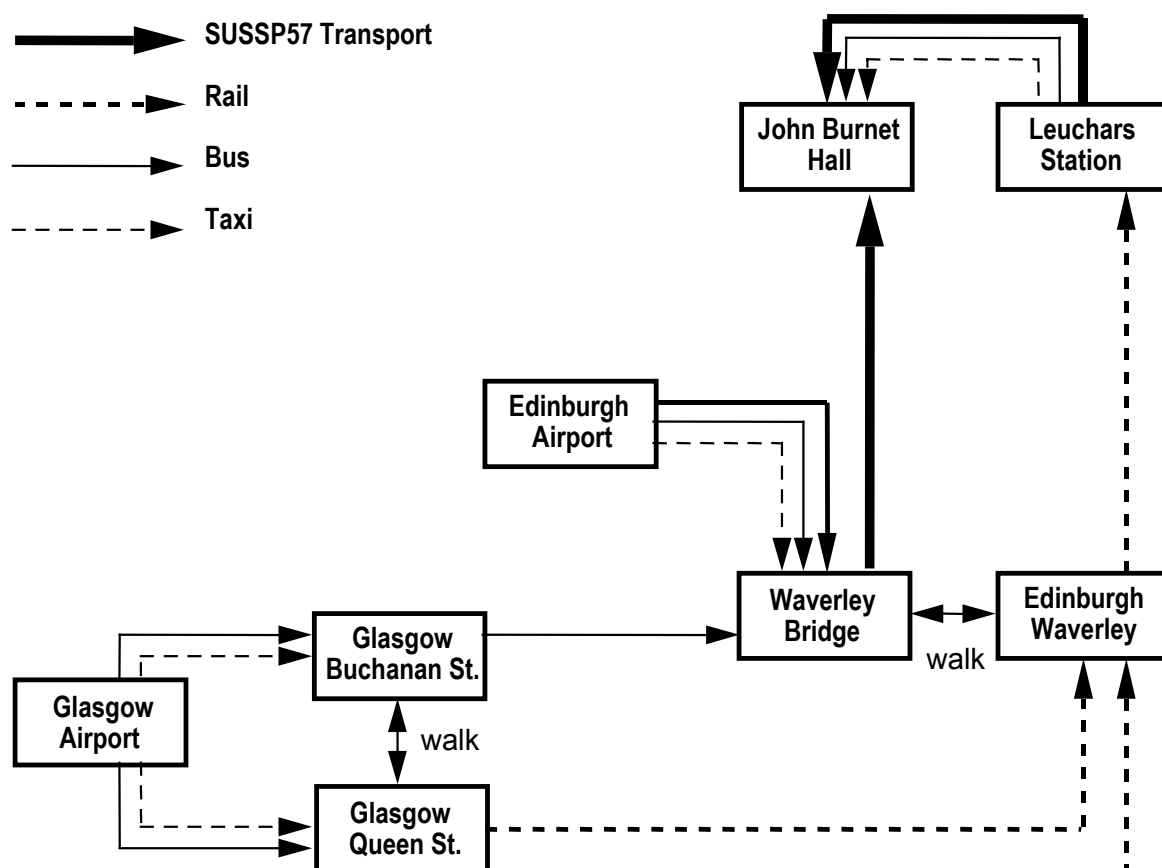 SUSSP57 Transport
Rail
Bus
Taxi
John Burnet
Hall
Leuchars
Station
Edinburgh
Airport
Waverley
Bridge
walk
Edinburgh
Waverley
Glasgow
Buchanan St.
Glasgow
Airport
walk
Glasgow
Queen St.